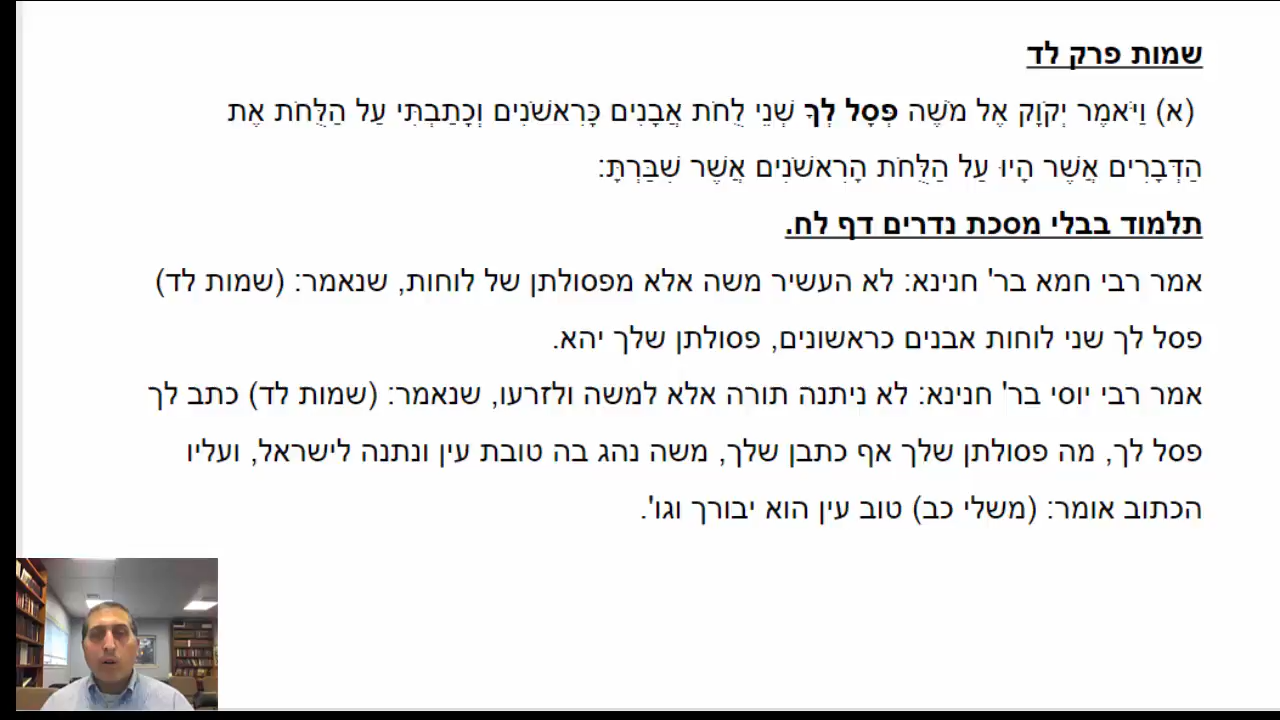 שמות פרק לד
(א) וַיֹּאמֶר יְקֹוָק אֶל מֹשֶׁה פְּסָל לְךָ שְׁנֵי לֻחֹת אֲבָנִים כָּרִאשֹׁנִים וְכָתַבְתִּי עַל הַלֻּחֹת אֶת
הַדְּבָרִים אֲשֶׁר הָיוּ עַל הַלֻּחֹת הָרִאשֹׁנִים אֲשֶׁר שִׁבַּרְתָּ:
תלמוד בבלי מסכת נדרים דף לח.
אמר רבי חמא בר' חנינא: לא העשיר משה אלא מפסולתן של לוחות, שנאמר: (שמות לד)
פסל לך שני לוחות אבנים כראשונים, פסולתן שלך יהא.
אמר רבי יוסי בר' חנינא: לא ניתנה תורה אלא למשה ולזרעו, שנאמר: (שמות לד) כתב לך
פסל לך, מה פסולתן שלך אף כתבן שלך, משה נהג בה טובת עין ונתנה לישראל, ועליו
הכתוב אומר: (משלי כב) טוב עין הוא יבורך וגו'.